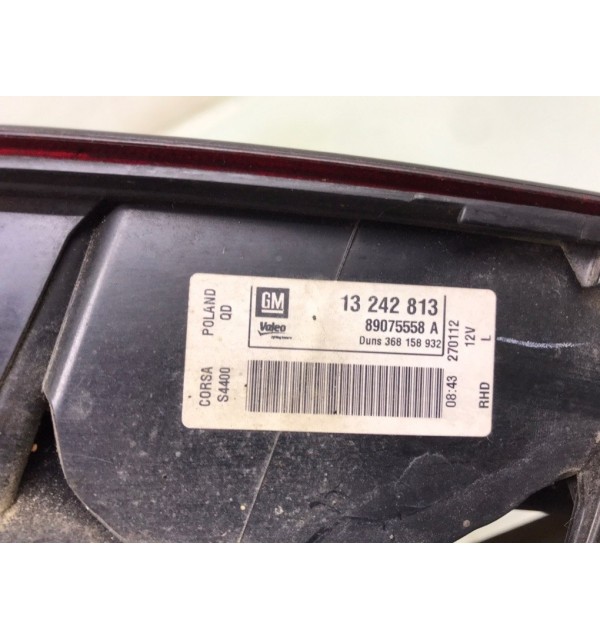 GM
13 242 813
Valeo
89075558 A
Duns 368 158 932
POLAND
QD
CORSA
S4400
08:43 270112
12V
RHD
L